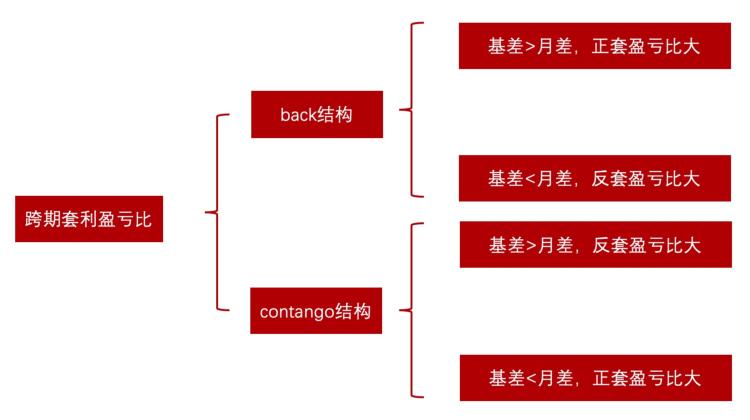 跨期套利盈亏比
back结构
基差>月差，正套盈亏比大
基差<月差，反套盈亏比大
contango结构
基差>月差，反套盈亏比大
基差<月差，正套盈亏比大